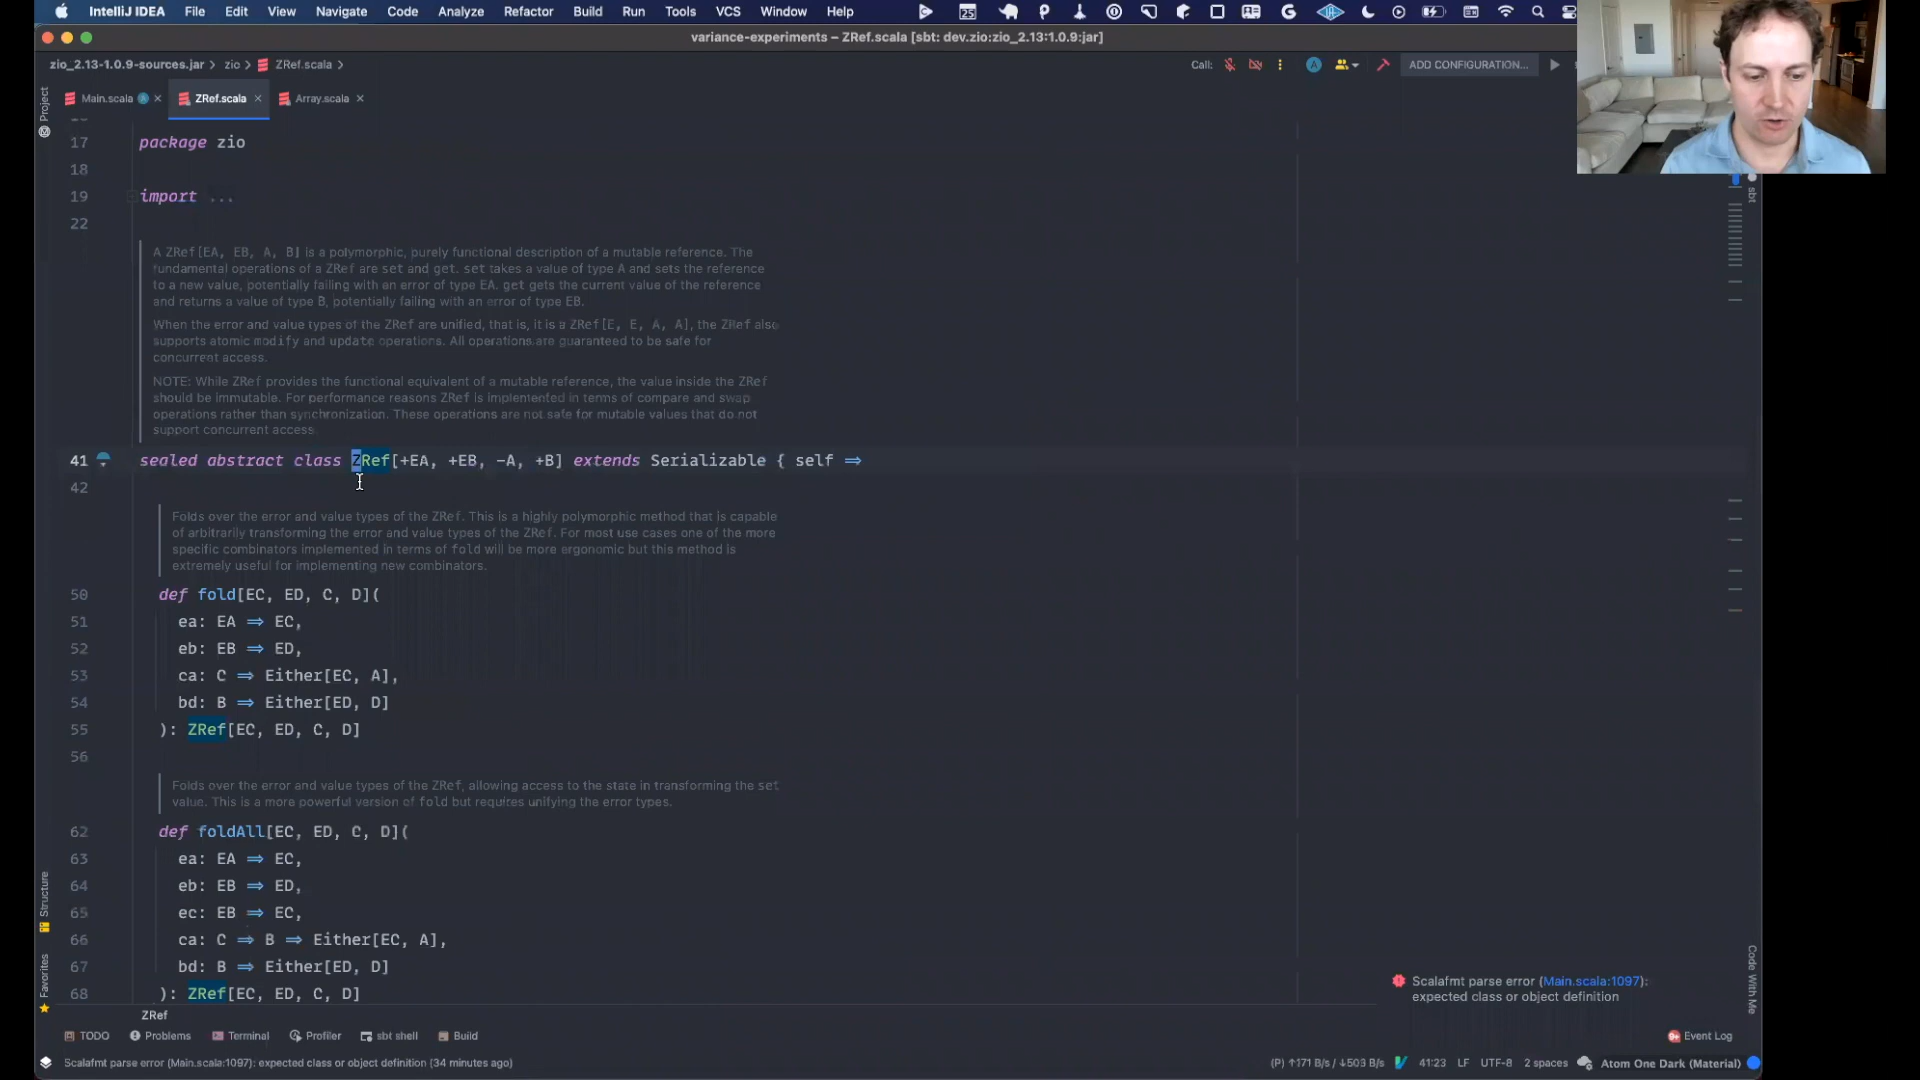 IntelliJ IDEA File Edit View Navigate Code Analyze Refactor Build Run Tools VCS Window Help
variance-experiments – ZRef.scala [sbt: dev.zio:zio_2.13:1.0.9:jar]
zio_2.13-1.0.9-sources.jar zio ZRef.scala Call: ADD CONFIGURATION...
Main.scala ZRef.scala Array.scala
Project
sbt
17 package zio
18
19 import ...
22
A ZRef[EA, EB, A, B] is a polymorphic, purely functional description of a mutable reference. The
fundamental operations of a ZRef are set and get. set takes a value of type A and sets the reference
to a new value, potentially failing with an error of type EA. get gets the current value of the reference
and returns a value of type B, potentially failing with an error of type EB.
When the error and value types of the ZRef are unified, that is, it is a ZRef[E, E, A, A], the ZRef also
supports atomic modify and update operations. All operations are guaranteed to be safe for
concurrent access.
NOTE: While ZRef provides the functional equivalent of a mutable reference, the value inside the ZRef
should be immutable. For performance reasons ZRef is implemented in terms of compare and swap
operations rather than synchronization. These operations are not safe for mutable values that do not
support concurrent access.
41 sealed abstract class ZRef[+EA, +EB, -A, +B] extends Serializable { self ⇒
42
Folds over the error and value types of the ZRef. This is a highly polymorphic method that is capable
of arbitrarily transforming the error and value types of the ZRef. For most use cases one of the more
specific combinators implemented in terms of fold will be more ergonomic but this method is
extremely useful for implementing new combinators.
50 def fold[EC, ED, C, D](
51 ea: EA ⇒ EC,
52 eb: EB ⇒ ED,
53 ca: C ⇒ Either[EC, A],
54 bd: B ⇒ Either[ED, D]
55 ): ZRef[EC, ED, C, D]
56
Folds over the error and value types of the ZRef, allowing access to the state in transforming the set
value. This is a more powerful version of fold but requires unifying the error types.
62 def foldAll[EC, ED, C, D](
63 ea: EA ⇒ EC,
64 eb: EB ⇒ ED,
65 ec: EB ⇒ EC,
66 ca: C ⇒ B ⇒ Either[EC, A],
67 bd: B ⇒ Either[ED, D]
68 ): ZRef[EC, ED, C, D]
Structure
Favorites
Code With Me
Scalafmt parse error (Main.scala:1097):
expected class or object definition
ZRef
TODO Problems Terminal Profiler sbt shell Build Event Log
Scalafmt parse error (Main.scala:1097): expected class or object definition (34 minutes ago) (P) ↑171 B/s / ↓503 B/s 41:23 LF UTF-8 2 spaces Atom One Dark (Material)